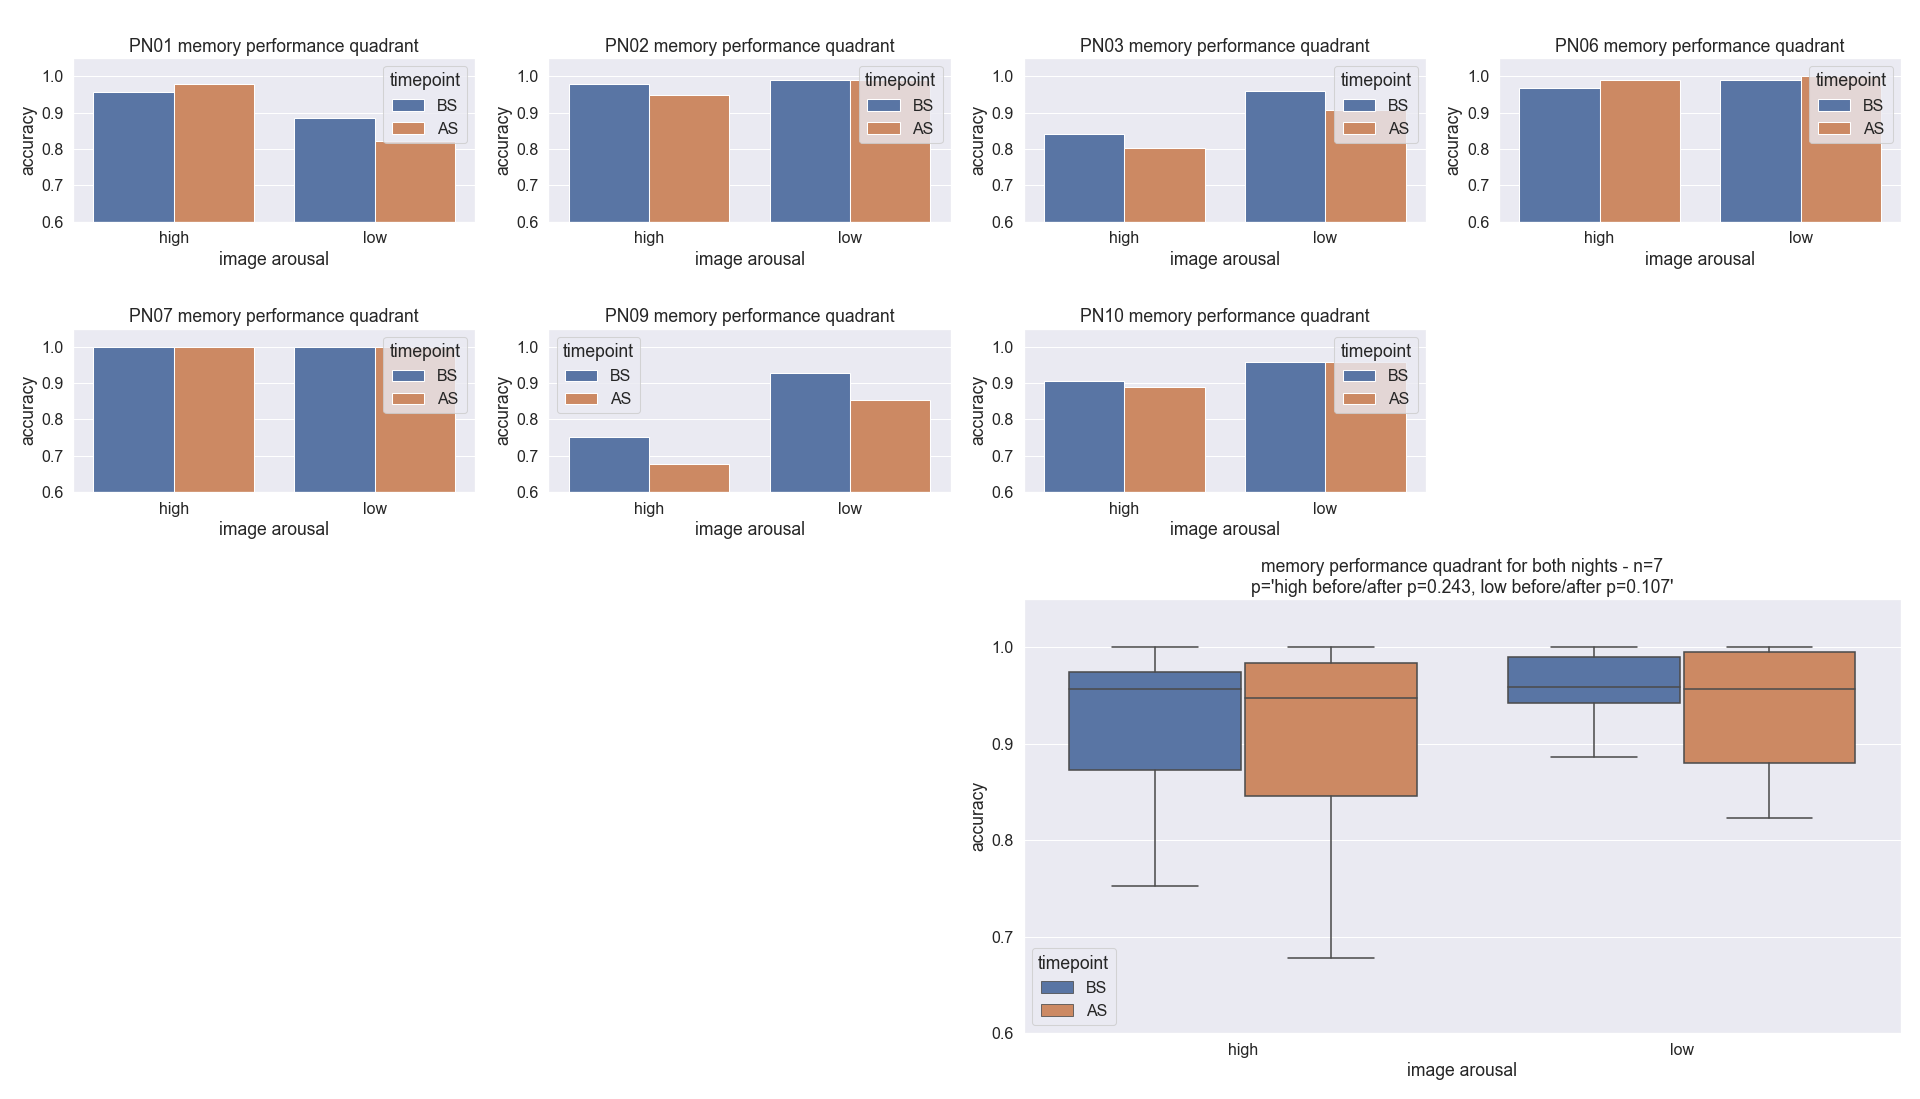 PN01 memory performance quadrant
1.0
0.9
0.8
0.7
0.6
accuracy
high
low
image arousal
timepoint
BS
AS
PN02 memory performance quadrant
1.0
0.9
0.8
0.7
0.6
accuracy
high
low
image arousal
timepoint
BS
AS
PN03 memory performance quadrant
1.0
0.9
0.8
0.7
0.6
accuracy
high
low
image arousal
timepoint
BS
AS
PN06 memory performance quadrant
1.0
0.9
0.8
0.7
0.6
accuracy
high
low
image arousal
timepoint
BS
AS
PN07 memory performance quadrant
1.0
0.9
0.8
0.7
0.6
accuracy
high
low
image arousal
timepoint
BS
AS
PN09 memory performance quadrant
1.0
0.9
0.8
0.7
0.6
accuracy
high
low
image arousal
timepoint
BS
AS
PN10 memory performance quadrant
1.0
0.9
0.8
0.7
0.6
accuracy
high
low
image arousal
timepoint
BS
AS
memory performance quadrant for both nights - n=7
p='high before/after p=0.243, low before/after p=0.107'
1.0
0.9
0.8
0.7
0.6
accuracy
high
low
image arousal
timepoint
BS
AS